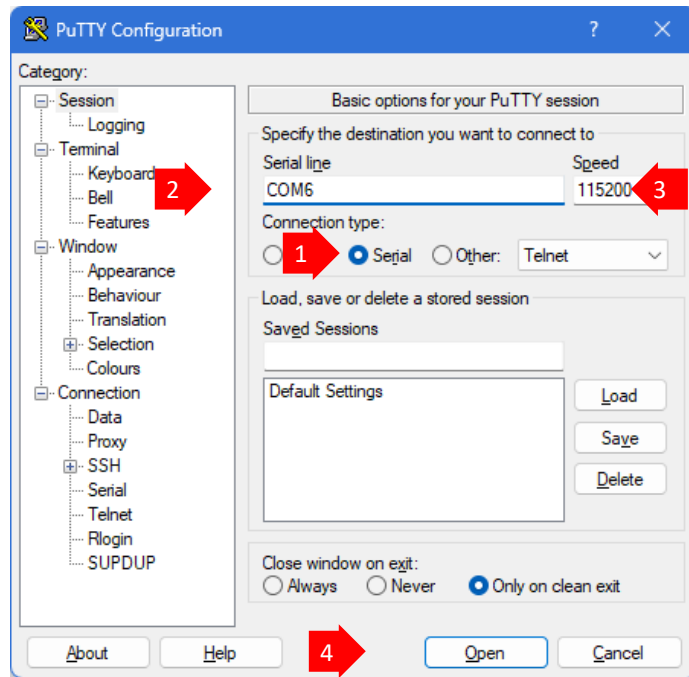 PuTTY Configuration
?
Category:
Session
Logging
Terminal
Keyboard
Bell
Features
Window
Appearance
Behaviour
Translation
Selection
Colours
Connection
Data
Proxy
SSH
Serial
Telnet
Rlogin
SUPDUP
Basic options for your PuTTY session
Specify the destination you want to connect to
Serial line Speed
2 COM6 115200 3
Connection type:
1 Serial Other: Telnet
Load, save or delete a stored session
Saved Sessions
Default Settings
Load
Save
Delete
Close window on exit:
Always Never Only on clean exit
About Help 4 Open Cancel